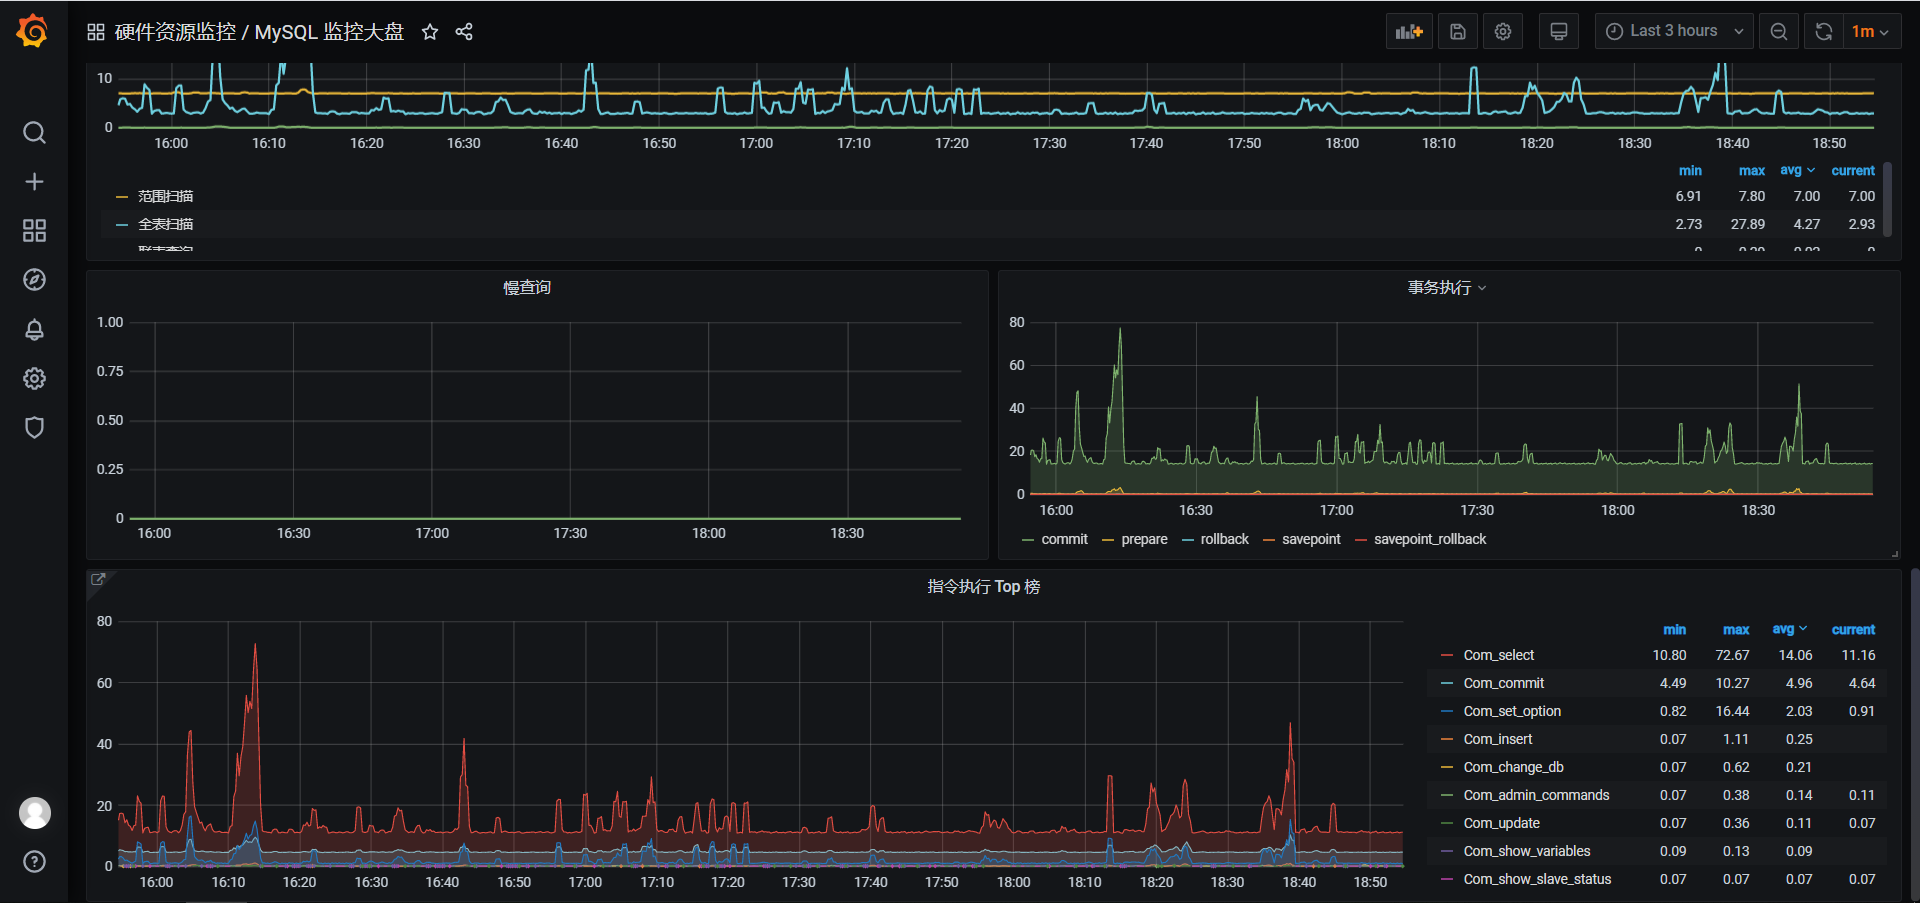 硬件资源监控 / MySQL 监控大盘
Last 3 hours
1m
10
0
16:00 16:10 16:20 16:30 16:40 16:50 17:00 17:10 17:20 17:30 17:40 17:50 18:00 18:10 18:20 18:30 18:40 18:50
min max avg current
范围扫描 6.91 7.80 7.00 7.00
全表扫描 2.73 27.89 4.27 2.93
慢查询
1.00
0.75
0.50
0.25
0
16:00 16:30 17:00 17:30 18:00 18:30
事务执行
80
60
40
20
0
16:00 16:30 17:00 17:30 18:00 18:30
commit prepare rollback savepoint savepoint_rollback
指令执行 Top 榜
80
60
40
20
0
16:00 16:10 16:20 16:30 16:40 16:50 17:00 17:10 17:20 17:30 17:40 17:50 18:00 18:10 18:20 18:30 18:40 18:50
min max avg current
Com_select 10.80 72.67 14.06 11.16
Com_commit 4.49 10.27 4.96 4.64
Com_set_option 0.82 16.44 2.03 0.91
Com_insert 0.07 1.11 0.25
Com_change_db 0.07 0.62 0.21
Com_admin_commands 0.07 0.38 0.14 0.11
Com_update 0.07 0.36 0.11 0.07
Com_show_variables 0.09 0.13 0.09
Com_show_slave_status 0.07 0.07 0.07 0.07